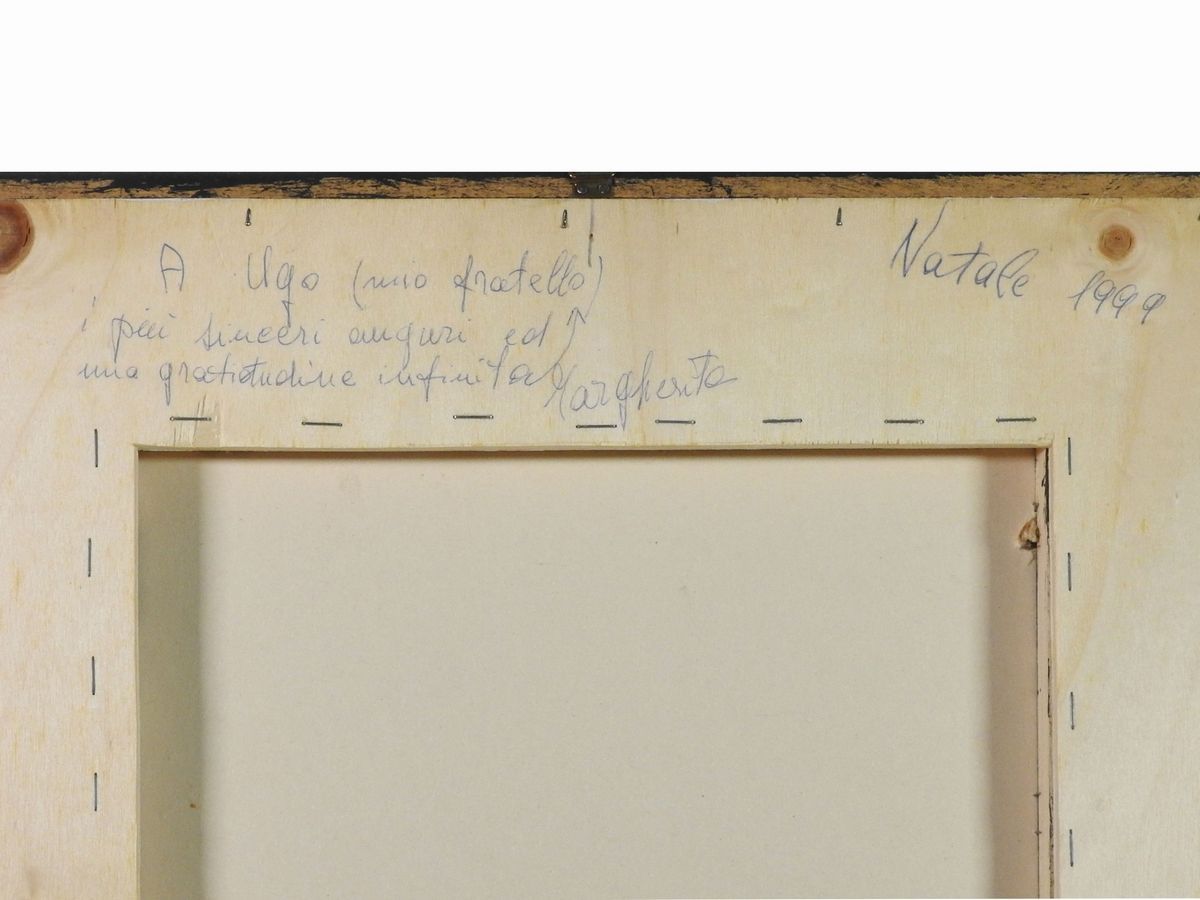 A Ugo (mio fratello)
i più sinceri auguri ed
una gratitudine infinita Margherita
Natale 1999